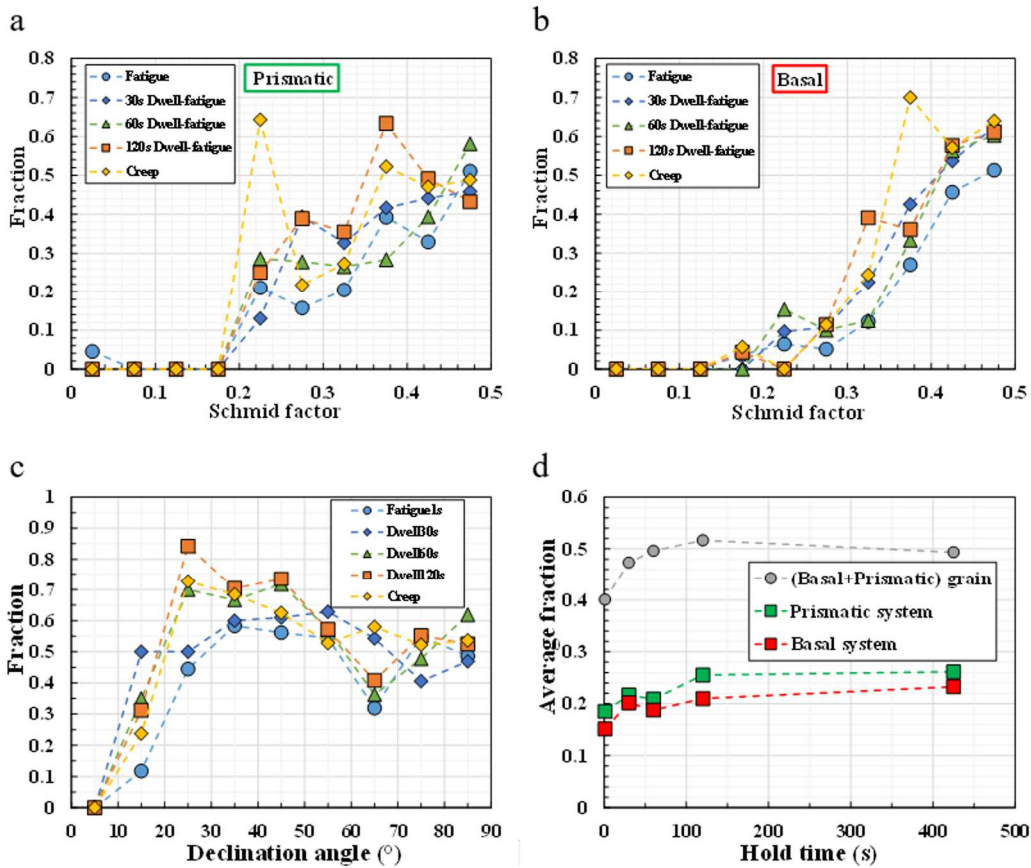 a
Prismatic
Fatigue
30s Dwell-fatigue
60s Dwell-fatigue
120s Dwell-fatigue
Creep
0.8
0.7
0.6
0.5
0.4
0.3
0.2
0.1
0
Fraction
0 0.1 0.2 0.3 0.4 0.5
Schmid factor
b
Basal
Fatigue
30s Dwell-fatigue
60s Dwell-fatigue
120s Dwell-fatigue
Creep
0.8
0.7
0.6
0.5
0.4
0.3
0.2
0.1
0
Fraction
0 0.1 0.2 0.3 0.4 0.5
Schmid factor
c
Fatigue1s
Dwell30s
Dwell60s
Dwell120s
Creep
1
0.9
0.8
0.7
0.6
0.5
0.4
0.3
0.2
0.1
0
Fraction
0 10 20 30 40 50 60 70 80 90
Declination angle (°)
d
0.6
0.5
0.4
0.3
0.2
0.1
0
Average fraction
(Basal+Prismatic) grain
Prismatic system
Basal system
0 100 200 300 400 500
Hold time (s)